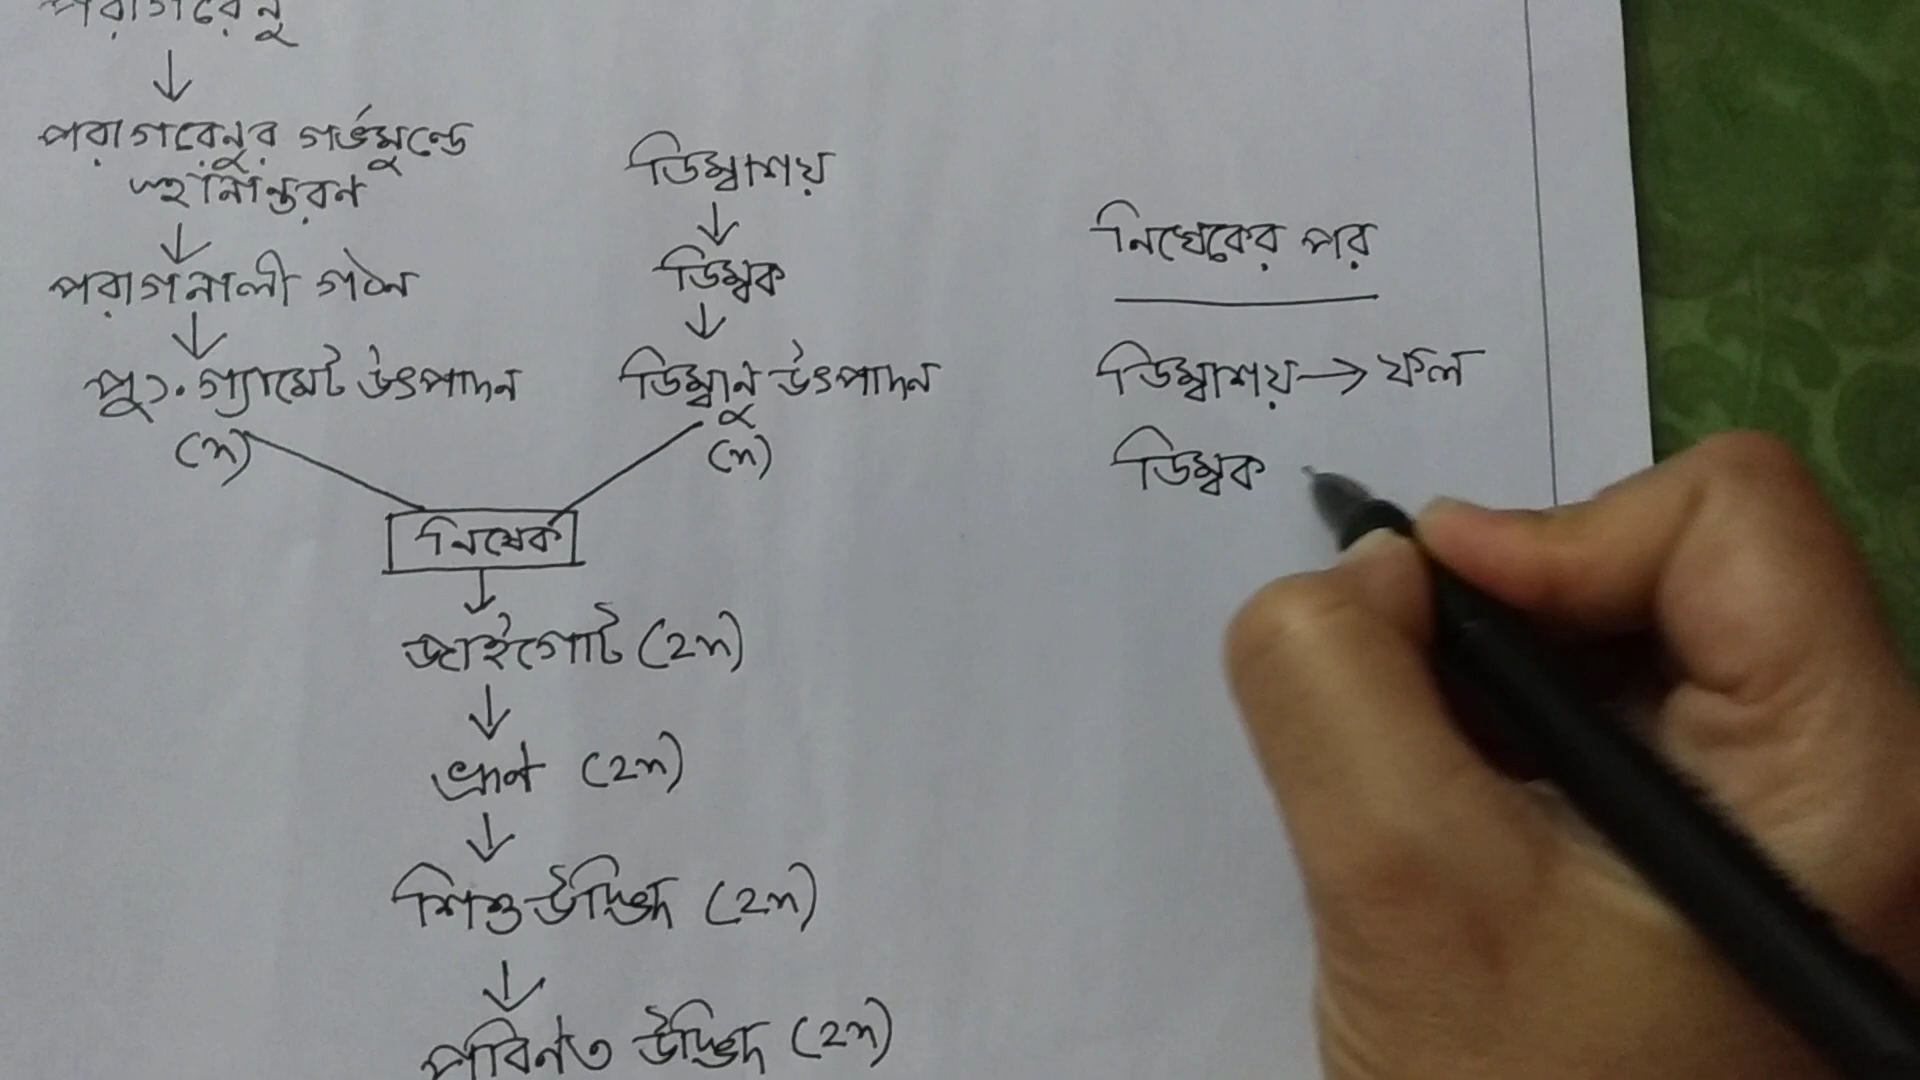 পরাগরেনু
↓
পরাগরেনুর গর্ভমুন্ডে
স্হানান্তরন
↓
পরাগনালী গঠন
↓
পুং গ্যামেট উৎপাদন
(n)
ডিম্বাশয়
↓
ডিম্বক
↓
ডিম্বানু উৎপাদন
(n)
নিষেক
↓
জাইগোট (2n)
↓
ভ্রূন (2n)
↓
শিশু উদ্ভিদ (2n)
↓
পরিনত উদ্ভিদ (2n)
নিষেকের পর
ডিম্বাশয় → ফল
ডিম্বক